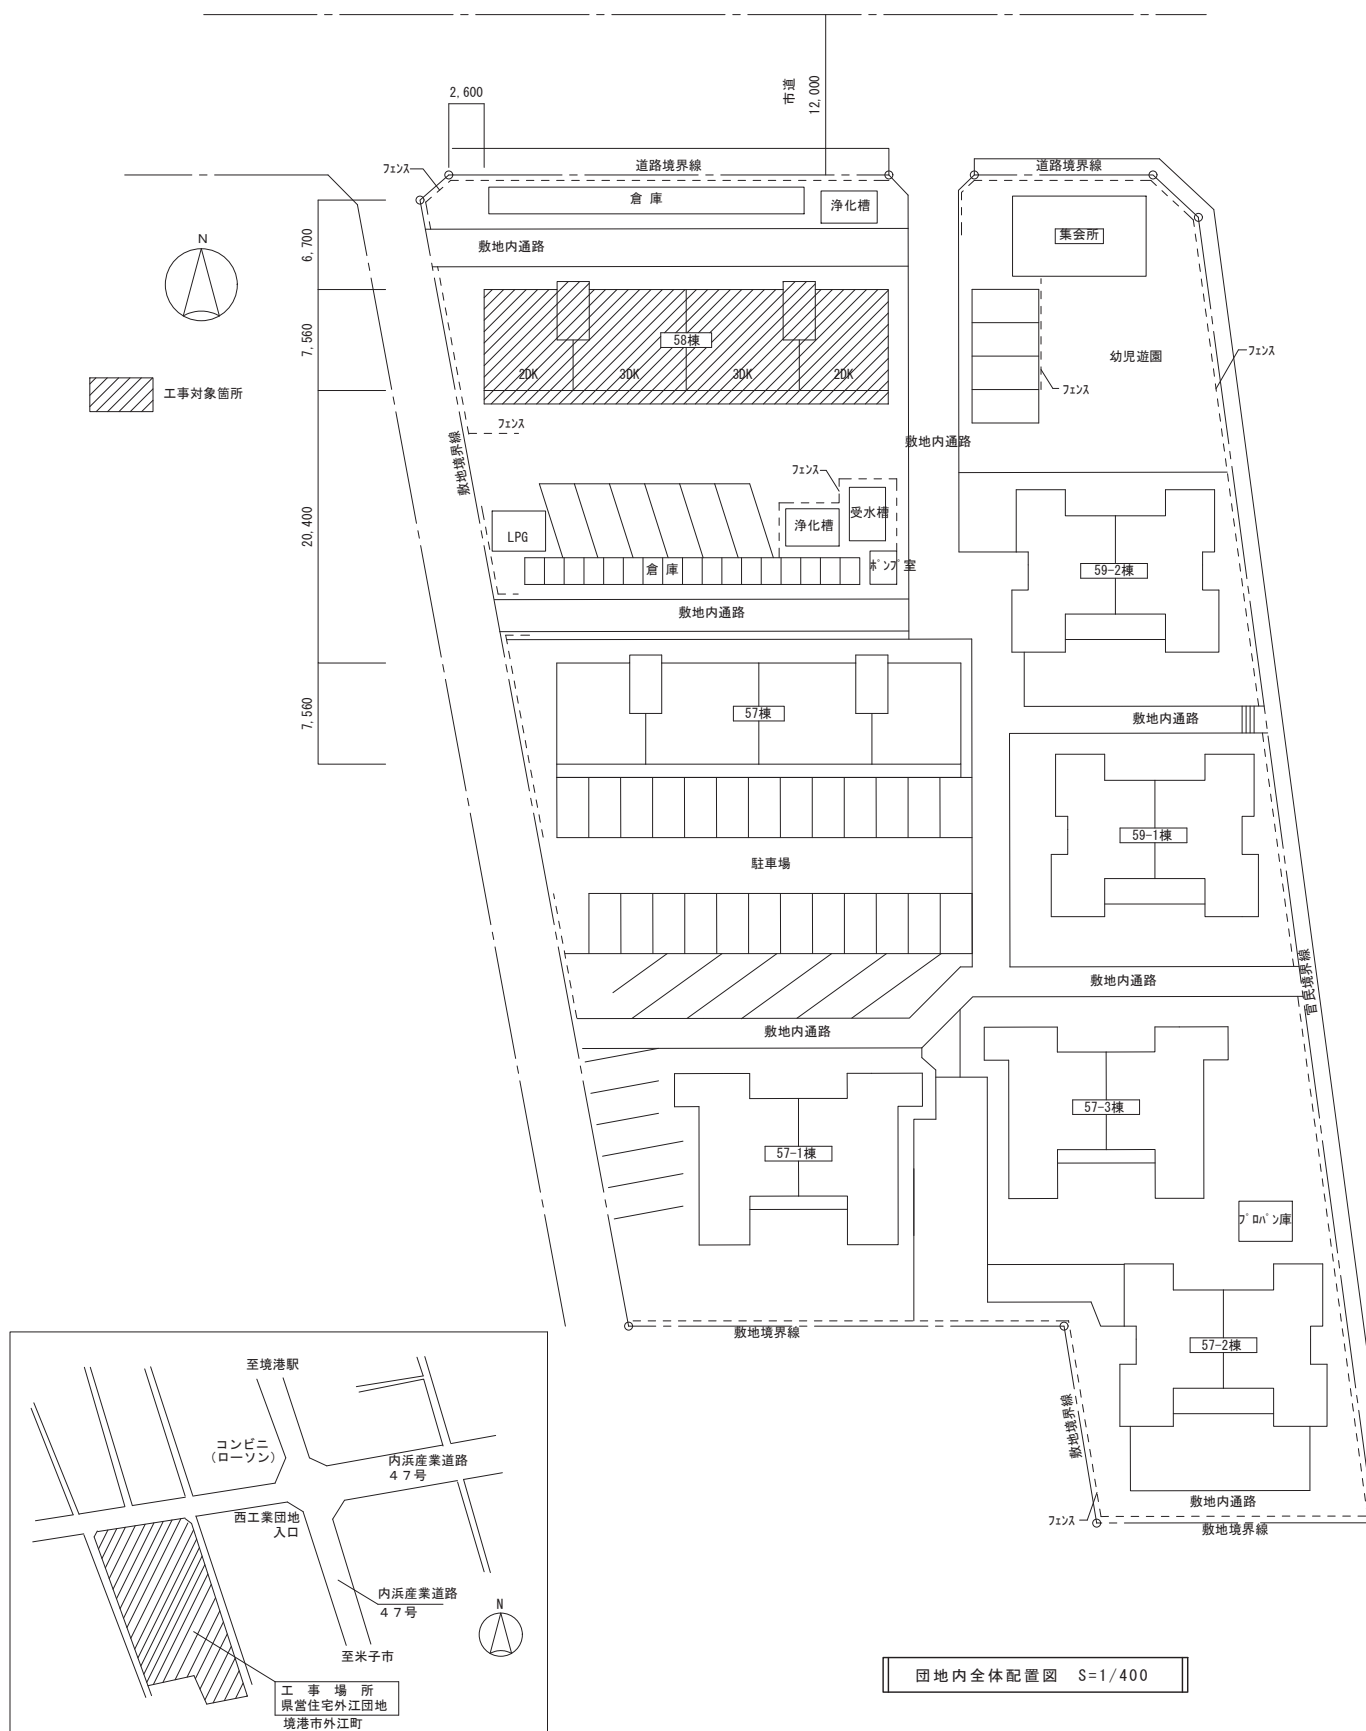 2,600
市道
12,000
フェンス
道路境界線
道路境界線
倉 庫
浄化槽
集会所
N
敷地内通路
6,700
7,560
20,400
7,560
58棟
2DK
3DK
3DK
2DK
工事対象箇所
フェンス
幼児遊園
フェンス
フェンス
敷地境界線
敷地内通路
フェンス
受水槽
浄化槽
LPG
倉 庫
ポンプ室
59-2棟
敷地内通路
57棟
敷地内通路
59-1棟
駐車場
官民境界線
敷地内通路
敷地内通路
57-3棟
57-1棟
プロパン庫
敷地境界線
57-2棟
敷地境界線
敷地内通路
フェンス
敷地境界線
至境港駅
コンビニ
(ローソン)
内浜産業道路
47号
西工業団地
入口
内浜産業道路
47号
N
至米子市
工 事 場 所
県営住宅外江団地
境港市外江町
団地内全体配置図 S=1/400